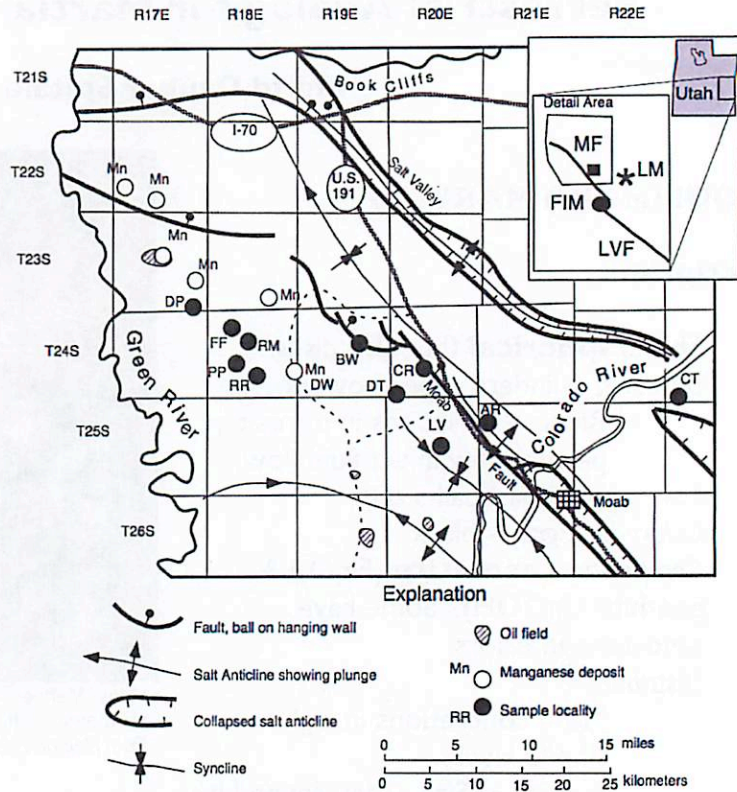 R17E R18E R19E R20E R21E R22E
T21S
T22S
T23S
T24S
T25S
T26S
Book Cliffs
I-70
U.S.
191
Salt Valley
Detail Area
Utah
MF
LM
FIM
LVF
Mn
Mn
Mn
Mn
Mn
Mn
DP
FF
RM
PP
RR
DW
BW
DT
CR
Moab
Fault
AR
LV
CT
Green River
Colorado River
Moab
Explanation
Fault, ball on hanging wall
Salt Anticline showing plunge
Collapsed salt anticline
Syncline
Oil field
Mn
Manganese deposit
RR
Sample locality
0 5 10 15 miles
0 5 10 15 20 25
kilometers